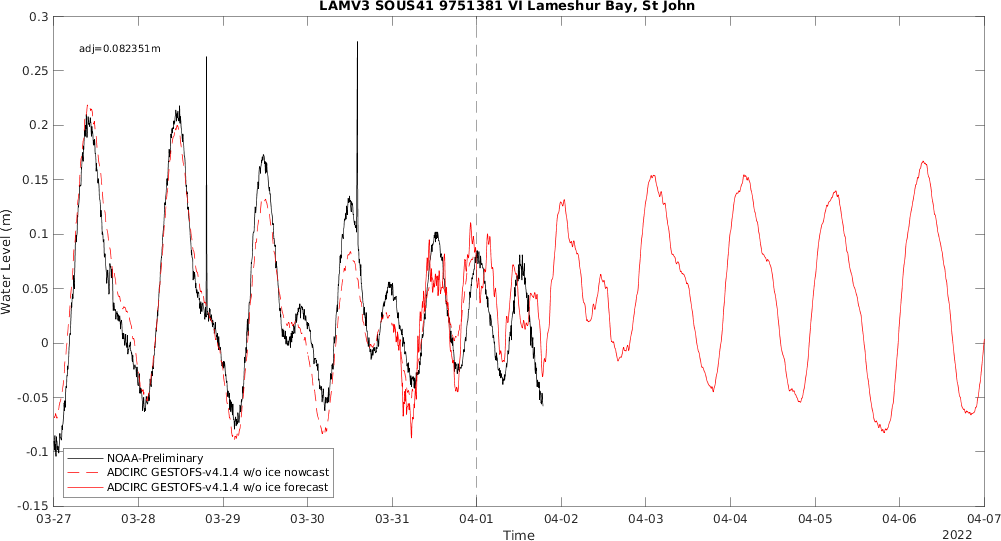 LAMV3 SOUS41 9751381 VI Lameshur Bay, St John
adj=0.082351m
0.3
0.25
0.2
0.15
0.1
0.05
0
-0.05
-0.1
-0.15
Water Level (m)
NOAA-Preliminary
ADCIRC GESTOFS-v4.1.4 w/o ice nowcast
ADCIRC GESTOFS-v4.1.4 w/o ice forecast
03-27 03-28 03-29 03-30 03-31 04-01 04-02 04-03 04-04 04-05 04-06 04-07
Time
2022